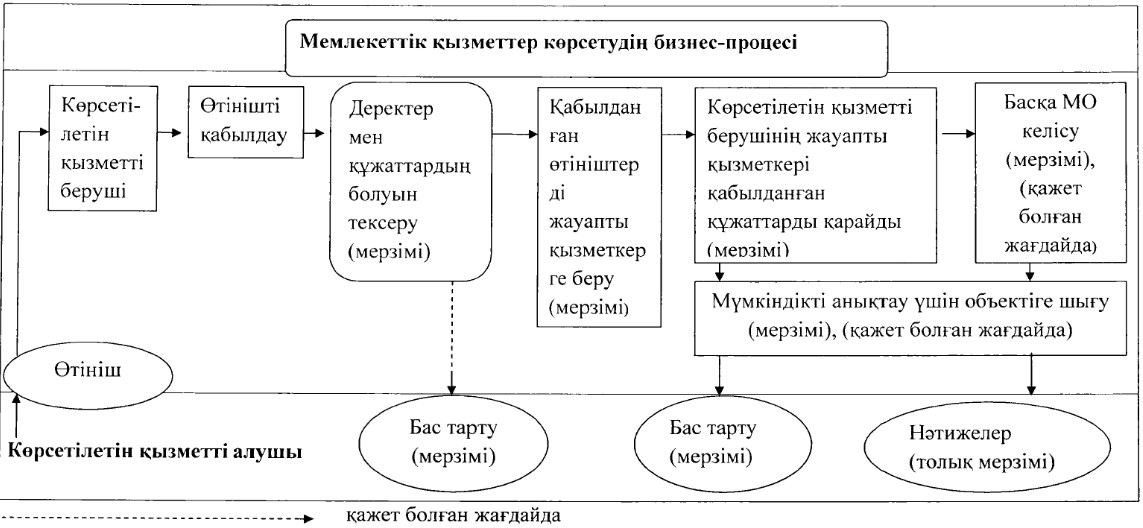 Мемлекеттік қызметтер көрсетудің бизнес-процесі
Көрсеті-
летін
қызметті
беруші
Өтінішті
қабылдау
Деректер
мен
құжаттардың
болуын
тексеру
(мерзімі)
Қабылдан
ған
өтініштер
ді
жауапты
қызметкер
ге беру
(мерзімі)
Көрсетілетін қызметті
берушінің жауапты
қызметкері
қабылданған
құжаттарды қарайды
(мерзімі)
Басқа МО
келісу
(мерзімі),
(қажет
болған
жағдайда)
Мүмкіндікті анықтау үшін объектіге шығу
(мерзімі), (қажет болған жағдайда)
Өтініш
Көрсетілетін қызметті алушы
Бас тарту
(мерзімі)
Бас тарту
(мерзімі)
Нәтижелер
(толық мерзімі)
қажет болған жағдайда